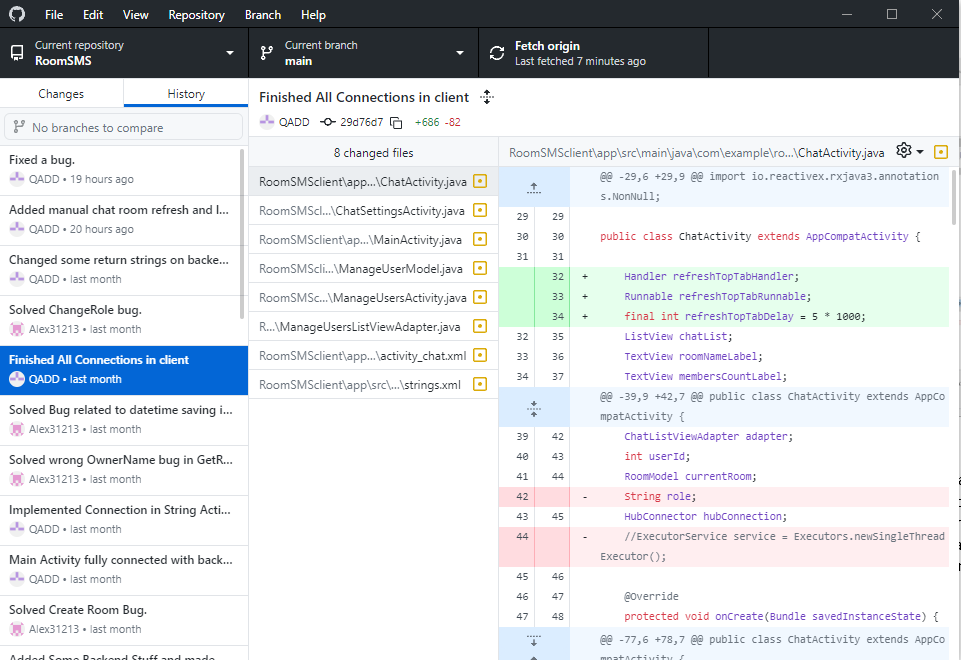 File Edit View Repository Branch Help
Current repository
RoomSMS
Current branch
main
Fetch origin
Last fetched 7 minutes ago
Changes History
No branches to compare
Fixed a bug.
QADD • 19 hours ago
Added manual chat room refresh and l...
QADD • 20 hours ago
Changed some return strings on backe...
QADD • last month
Solved ChangeRole bug.
Alex31213 • last month
Finished All Connections in client
QADD • last month
Solved Bug related to datetime saving i...
Alex31213 • last month
Solved wrong OwnerName bug in GetR...
Alex31213 • last month
Implemented Connection in String Acti...
QADD • last month
Main Activity fully connected with back...
QADD • last month
Solved Create Room Bug.
Alex31213 • last month
Added Some Backend Stuff and made
Finished All Connections in client
QADD 29d76d7 +686 -82
8 changed files
RoomSMSclient\app...\ChatActivity.java
RoomSMScl...\ChatSettingsActivity.java
RoomSMSclient\ap...\MainActivity.java
RoomSMScli...\ManageUserModel.java
RoomSMSc...\ManageUsersActivity.java
R...\ManageUsersListViewAdapter.java
RoomSMSclient\app...\activity_chat.xml
RoomSMSclient\app\src\...\strings.xml
RoomSMSclient\app\src\main\java\com\example\ro...\ChatActivity.java
@@ -29,6 +29,9 @@ import io.reactivex.rxjava3.annotation
s.NonNull;
29 29
30 30 public class ChatActivity extends AppCompatActivity {
31 31
32 + Handler refreshTopTabHandler;
33 + Runnable refreshTopTabRunnable;
34 + final int refreshTopTabDelay = 5 * 1000;
32 35 ListView chatList;
33 36 TextView roomNameLabel;
34 37 TextView membersCountLabel;
@@ -39,9 +42,7 @@ public class ChatActivity extends AppCo
mpatActivity {
39 42 ChatListViewAdapter adapter;
40 43 int userId;
41 44 RoomModel currentRoom;
42 - String role;
43 45 HubConnector hubConnection;
44 - //ExecutorService service = Executors.newSingleThread
Executor();
45 46
46 47 @Override
47 48 protected void onCreate(Bundle savedInstanceState) {
@@ -77,6 +78,7 @@ public class ChatActivity extends AppCo
mpatActivity {